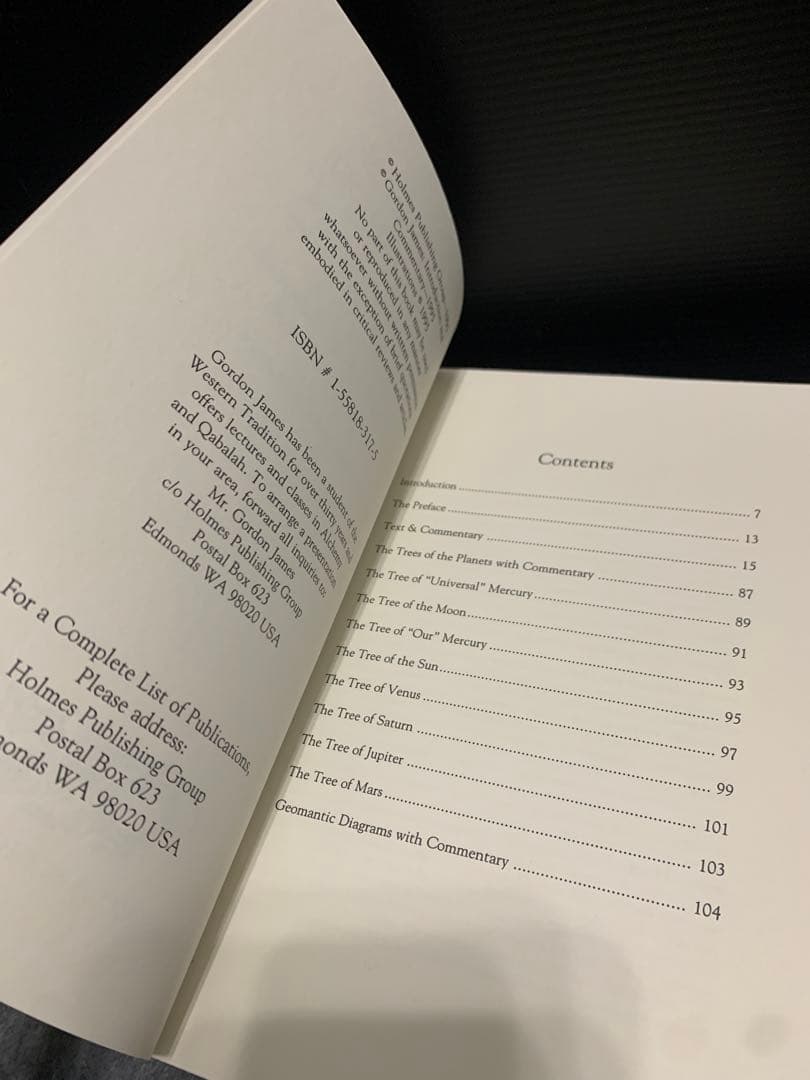 © Holmes Publishing Group
© Gordon James: Introduction
Commentary—1995
Illustrations © 1995
No part of this book may be
or reproduced in any
whatsoever without written
with the exception of brief
embodied in critical reviews and
ISBN # 1-55818-317-5
Gordon James has been a student of the
Western Tradition for over thirty years and
offers lectures and classes in Alchemy
and Qabalah. To arrange a presentation
in your area, forward all inquiries to:
Mr. Gordon James
c/o Holmes Publishing Group
Postal Box 623
Edmonds WA 98020 USA
For a Complete List of Publications,
Please address:
Holmes Publishing Group
Postal Box 623
monds WA 98020 USA
Contents
Introduction ........ 7
The Preface ........ 13
Text & Commentary ........ 15
The Trees of the Planets with Commentary ........ 87
The Tree of "Universal" Mercury ........ 89
The Tree of the Moon ........ 91
The Tree of "Our" Mercury ........ 93
The Tree of the Sun ........ 95
The Tree of Venus ........ 97
The Tree of Saturn ........ 99
The Tree of Jupiter ........ 101
The Tree of Mars ........ 103
Geomantic Diagrams with Commentary ........ 104